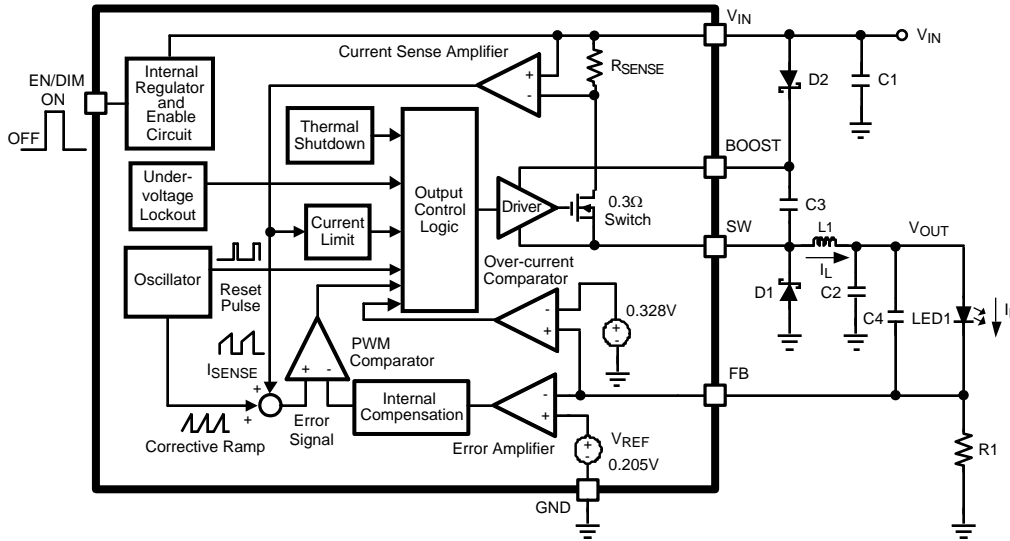 VIN
VIN
Current Sense Amplifier
RSENSE
+
-
D2
C1
EN/DIM
ON
OFF
Internal
Regulator
and
Enable
Circuit
Thermal
Shutdown
BOOST
Under-
voltage
Lockout
Output
Control
Logic
Driver
0.3Ω
Switch
C3
Current
Limit
SW
L1
VOUT
IL
Oscillator
Reset
Pulse
Over-current
Comparator
D1
C2
C4
LED1
-
+
0.328V
+
-
PWM
Comparator
ISENSE
+ -
FB
+
+
Internal
Compensation
-
+
Error
Signal
Corrective Ramp
Error Amplifier
VREF
+
-
0.205V
R1
GND